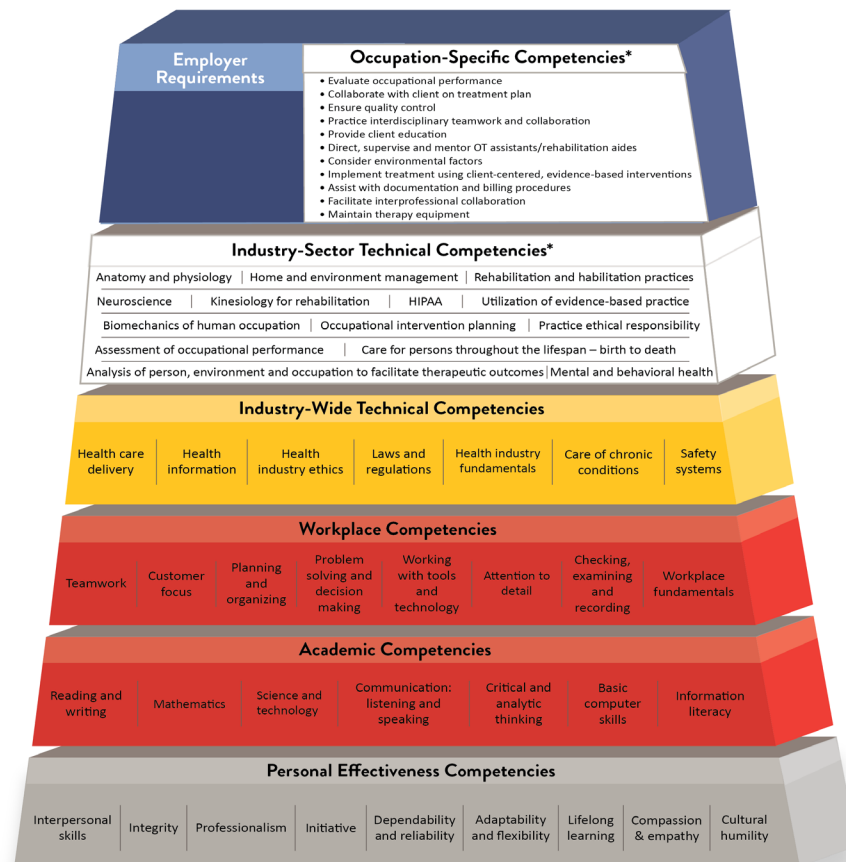 Employer
Requirements
Occupation-Specific Competencies*
• Evaluate occupational performance
• Collaborate with client on treatment plan
• Ensure quality control
• Practice interdisciplinary teamwork and collaboration
• Provide client education
• Direct, supervise and mentor OT assistants/rehabilitation aides
• Consider environmental factors
• Implement treatment using client-centered, evidence-based interventions
• Assist with documentation and billing procedures
• Facilitate interprofessional collaboration
• Maintain therapy equipment
Industry-Sector Technical Competencies*
Anatomy and physiology | Home and environment management | Rehabilitation and habilitation practices
Neuroscience | Kinesiology for rehabilitation | HIPAA | Utilization of evidence-based practice
Biomechanics of human occupation | Occupational intervention planning | Practice ethical responsibility
Assessment of occupational performance | Care for persons throughout the lifespan – birth to death
Analysis of person, environment and occupation to facilitate therapeutic outcomes | Mental and behavioral health
Industry-Wide Technical Competencies
Health care
delivery
Health
information
Health
industry ethics
Laws and
regulations
Health industry
fundamentals
Care of chronic
conditions
Safety
systems
Workplace Competencies
Teamwork
Customer
focus
Planning
and
organizing
Problem
solving and
decision
making
Working
with tools
and
technology
Attention to
detail
Checking,
examining
and
recording
Workplace
fundamentals
Academic Competencies
Reading and
writing
Mathematics
Science and
technology
Communication:
listening and
speaking
Critical and
analytic
thinking
Basic
computer
skills
Information
literacy
Personal Effectiveness Competencies
Interpersonal
skills
Integrity
Professionalism
Initiative
Dependability
and reliability
Adaptability
and flexibility
Lifelong
learning
Compassion
& empathy
Cultural
humility